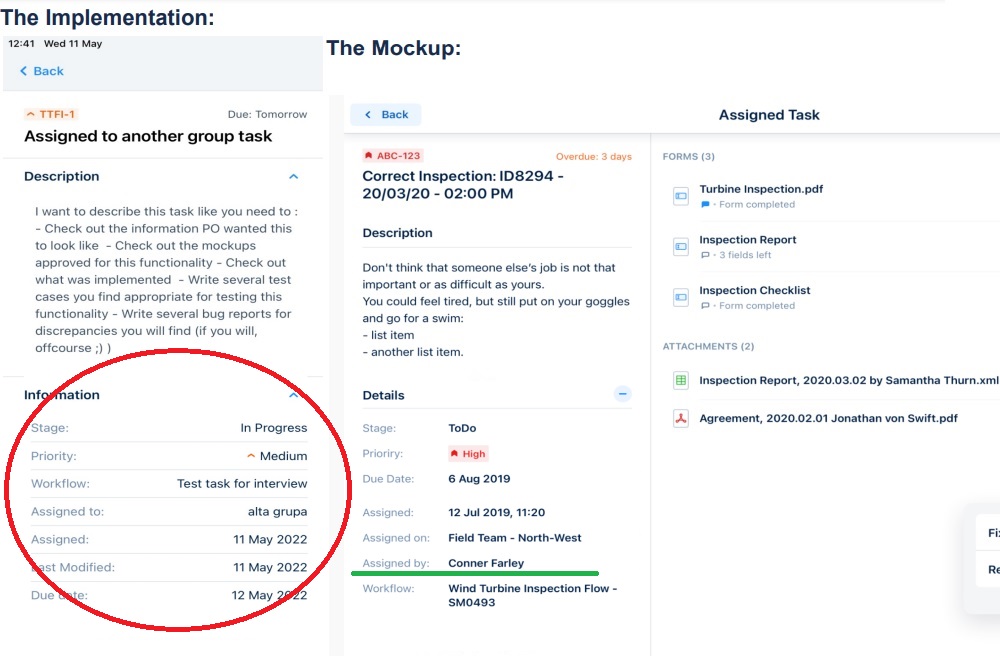 The Implementation:
12:41 Wed 11 May
Back
TTFI-1
Due: Tomorrow
Assigned to another group task
Description
I want to describe this task like you need to :
- Check out the information PO wanted this
to look like - Check out the mockups
approved for this functionality - Check out
what was implemented - Write several test
cases you find appropriate for testing this
functionality - Write several bug reports for
discrepancies you will find (if you will,
offcourse ;) )
Information
Stage: In Progress
Priority: Medium
Workflow: Test task for interview
Assigned to: alta grupa
Assigned: 11 May 2022
Last Modified: 11 May 2022
Due date: 12 May 2022
The Mockup:
Back
Assigned Task
ABC-123
Overdue: 3 days
Correct Inspection: ID8294 -
20/03/20 - 02:00 PM
Description
Don't think that someone else's job is not that
important or as difficult as yours.
You could feel tired, but still put on your goggles
and go for a swim:
- list item
- another list item.
Details
Stage: ToDo
Prioriry: High
Due Date: 6 Aug 2019
Assigned: 12 Jul 2019, 11:20
Assigned on: Field Team - North-West
Assigned by: Conner Farley
Workflow: Wind Turbine Inspection Flow -
SM0493
FORMS (3)
Turbine Inspection.pdf
- Form completed
Inspection Report
- 3 fields left
Inspection Checklist
- Form completed
ATTACHMENTS (2)
Inspection Report, 2020.03.02 by Samantha Thurn.xml
Agreement, 2020.02.01 Jonathan von Swift.pdf